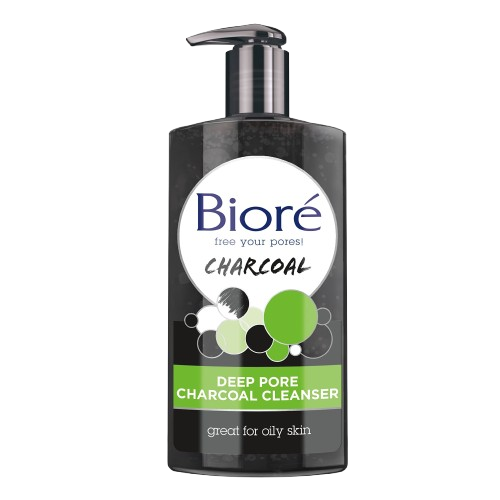 Bioré
free your pores!
CHARCOAL
DEEP PORE
CHARCOAL CLEANSER
great for oily skin